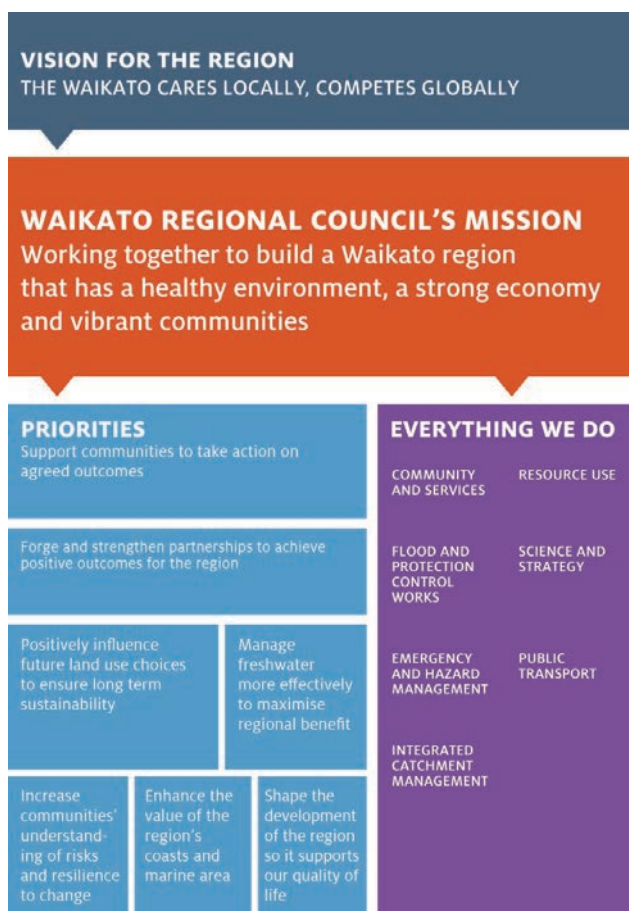 VISION FOR THE REGION
THE WAIKATO CARES LOCALLY, COMPETES GLOBALLY
WAIKATO REGIONAL COUNCIL'S MISSION
Working together to build a Waikato region
that has a healthy environment, a strong economy
and vibrant communities
PRIORITIES
Support communities to take action on
agreed outcomes
Forge and strengthen partnerships to achieve
positive outcomes for the region
Positively influence
future land use choices
to ensure long term
sustainability
Manage
freshwater
more effectively
to maximise
regional benefit
Increase
communities'
understand-
ing of risks
and resilience
to change
Enhance the
value of the
region's
coasts and
marine area
Shape the
development
of the region
so it supports
our quality of
life
EVERYTHING WE DO
COMMUNITY
AND SERVICES
RESOURCE USE
FLOOD AND
PROTECTION
CONTROL
WORKS
SCIENCE AND
STRATEGY
EMERGENCY
AND HAZARD
MANAGEMENT
PUBLIC
TRANSPORT
INTEGRATED
CATCHMENT
MANAGEMENT